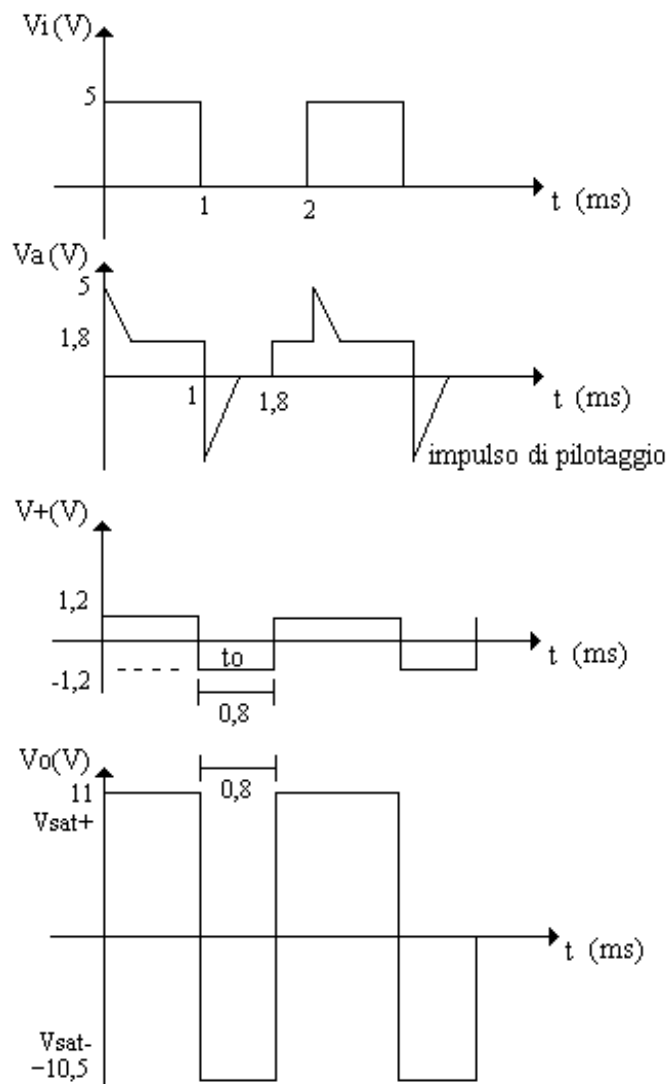 Vi (V)
5
1
2
t (ms)
Va (V)
5
1,8
1
1,8
t (ms)
impulso di pilotaggio
V+(V)
1,2
to
t (ms)
-1,2
0,8
Vo(V)
0,8
11
Vsat+
t (ms)
Vsat-
−10,5